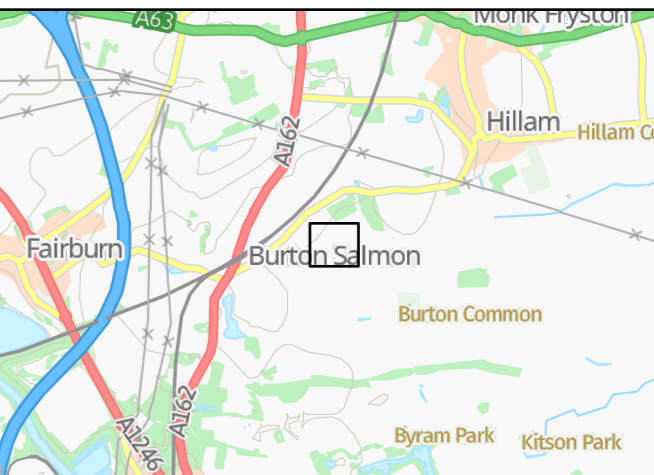 A63
Monk Fryston
A162
Hillam
Hillam Co
Fairburn
Burton Salmon
Burton Common
A162
A1246
Byram Park
Kitson Park